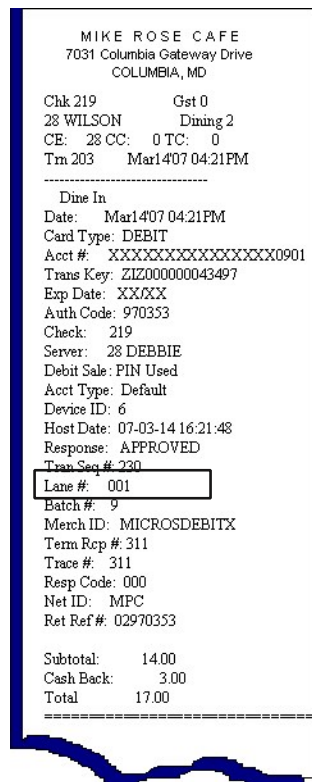 MIKE ROSE CAFE
7031 Columbia Gateway Drive
COLUMBIA, MD
Chk 219 Gst 0
28 WILSON Dining 2
CE: 28 CC: 0 TC: 0
Trn 203 Mar14'07 04:21PM
--------------------------------
Dine In
Date: Mar14'07 04:21PM
Card Type: DEBIT
Acct #: XXXXXXXXXXXXXXX0901
Trans Key: ZIZ000000043497
Exp Date: XX/XX
Auth Code: 970353
Check: 219
Server: 28 DEBBIE
Debit Sale: PIN Used
Acct Type: Default
Device ID: 6
Host Date: 07-03-14 16:21:48
Response: APPROVED
Tran Seq #: 230
Lane #: 001
Batch #: 9
Merch ID: MICROSDEBITX
Term Rcp #: 311
Trace #: 311
Resp Code: 000
Net ID: MPC
Ret Ref #: 02970353
Subtotal: 14.00
Cash Back: 3.00
Total 17.00
================================